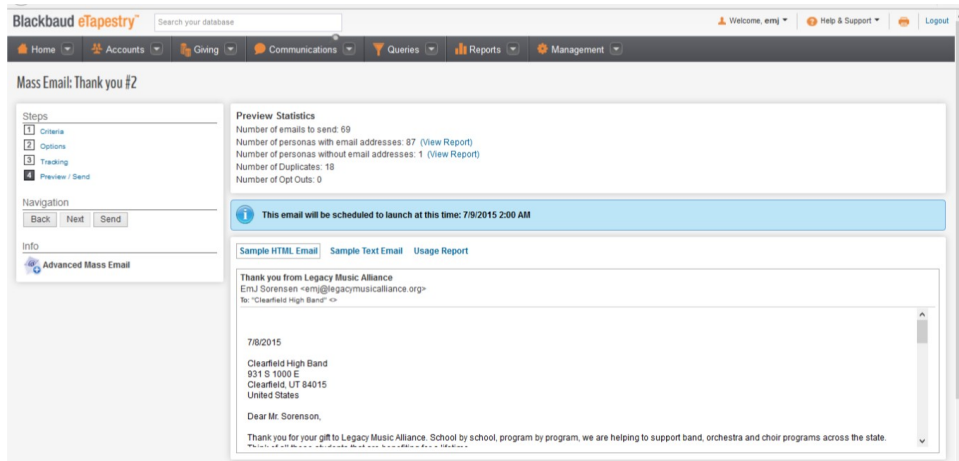 Blackbaud eTapestry™ Search your database Welcome, emj Help & Support Logout
Home Accounts Giving Communications Queries Reports Management
Mass Email: Thank you #2
Steps
1 Criteria
2 Options
3 Tracking
4 Preview / Send
Navigation
Back Next Send
Info
Advanced Mass Email
Preview Statistics
Number of emails to send: 69
Number of personas with email addresses: 87 (View Report)
Number of personas without email addresses: 1 (View Report)
Number of Duplicates: 18
Number of Opt Outs: 0
This email will be scheduled to launch at this time: 7/9/2015 2:00 AM
Sample HTML Email Sample Text Email Usage Report
Thank you from Legacy Music Alliance
EmJ Sorensen <emj@legacymusicalliance.org>
To: "Clearfield High Band" <>
7/8/2015
Clearfield High Band
931 S 1000 E
Clearfield, UT 84015
United States
Dear Mr. Sorenson,
Thank you for your gift to Legacy Music Alliance. School by school, program by program, we are helping to support band, orchestra and choir programs across the state.